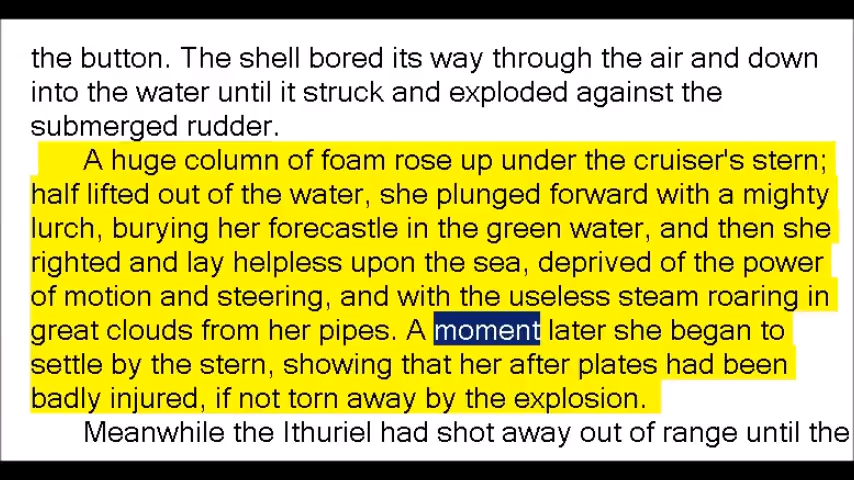 the button. The shell bored its way through the air and down
into the water until it struck and exploded against the
submerged rudder.
A huge column of foam rose up under the cruiser's stern;
half lifted out of the water, she plunged forward with a mighty
lurch, burying her forecastle in the green water, and then she
righted and lay helpless upon the sea, deprived of the power
of motion and steering, and with the useless steam roaring in
great clouds from her pipes. A moment later she began to
settle by the stern, showing that her after plates had been
badly injured, if not torn away by the explosion.
Meanwhile the Ithuriel had shot away out of range until the